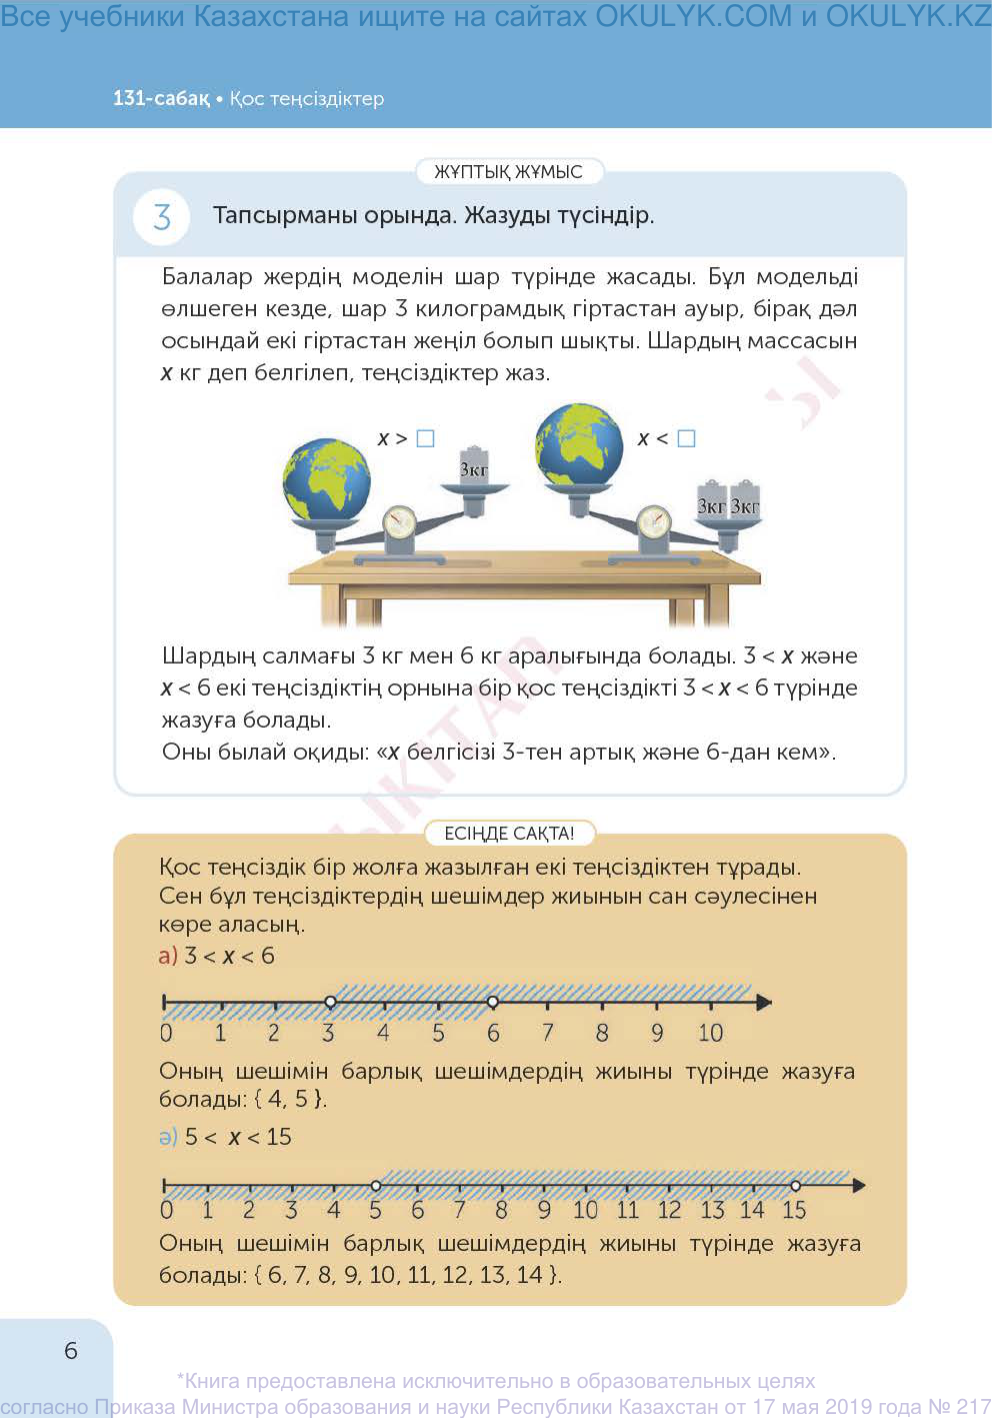 Все учебники Казахстана ищите на сайтах OKULYK.COM и OKULYK.KZ
131-сабақ • Қос теңсіздіктер
ЖҰПТЫҚ ЖҰМЫС
3 Тапсырманы орында. Жазуды түсіндір.
Балалар жердің моделін шар түрінде жасады. Бұл модельді
өлшеген кезде, шар 3 килограмдық гіртастан ауыр, бірақ дәл
осындай екі гіртастан жеңіл болып шықты. Шардың массасын
x кг деп белгілеп, теңсіздіктер жаз.
x > □ x < □
3кг
3кг 3кг
Шардың салмағы 3 кг мен 6 кг аралығында болады. 3 < x және
x < 6 екі теңсіздіктің орнына бір қос теңсіздікті 3 < x < 6 түрінде
жазуға болады.
Оны былай оқиды: «x белгісізі 3-тен артық және 6-дан кем».
ЕСІҢДЕ САҚТА!
Қос теңсіздік бір жолға жазылған екі теңсіздіктен тұрады.
Сен бұл теңсіздіктердің шешімдер жиынын сан сәулесінен
көре аласың.
а) 3 < x < 6
0 1 2 3 4 5 6 7 8 9 10
Оның шешімін барлық шешімдердің жиыны түрінде жазуға
болады: { 4, 5 }.
ә) 5 < x < 15
0 1 2 3 4 5 6 7 8 9 10 11 12 13 14 15
Оның шешімін барлық шешімдердің жиыны түрінде жазуға
болады: { 6, 7, 8, 9, 10, 11, 12, 13, 14 }.
6
*Книга предоставлена исключительно в образовательных целях
согласно Приказа Министра образования и науки Республики Казахстан от 17 мая 2019 года № 217